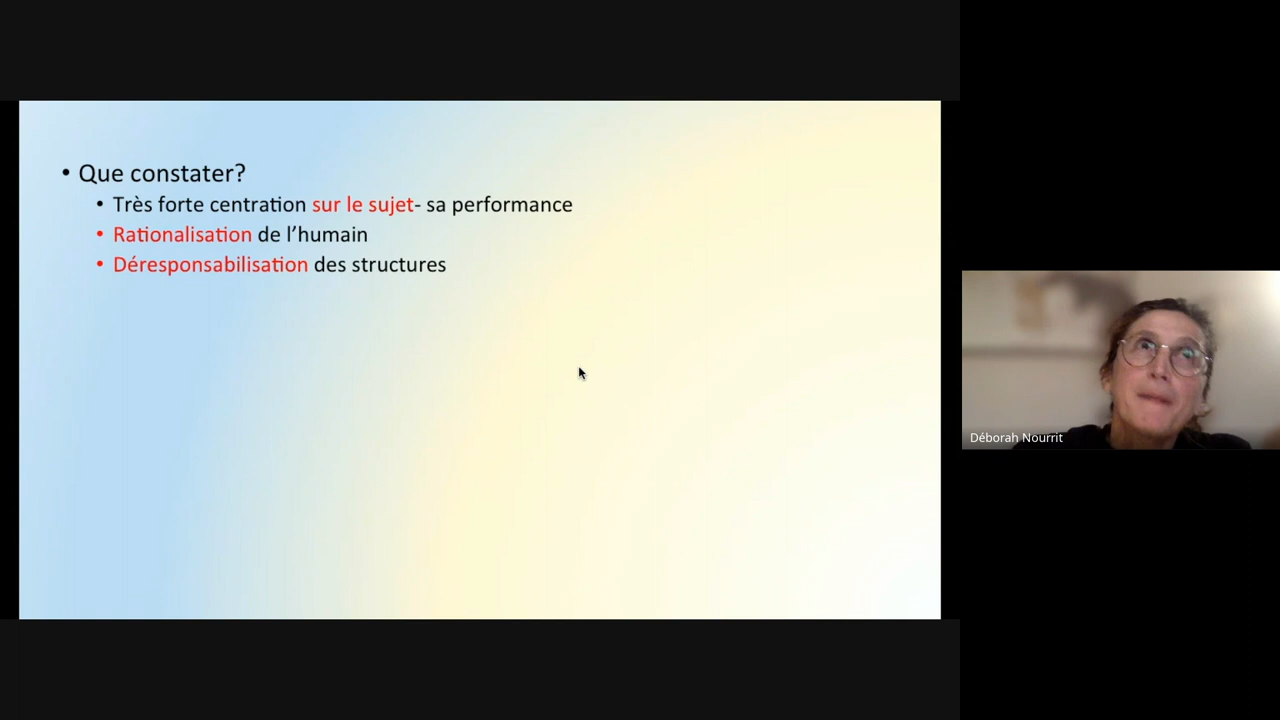 • Que constater?
• Très forte centration sur le sujet- sa performance
• Rationalisation de l’humain
• Déresponsabilisation des structures
Déborah Nourrit